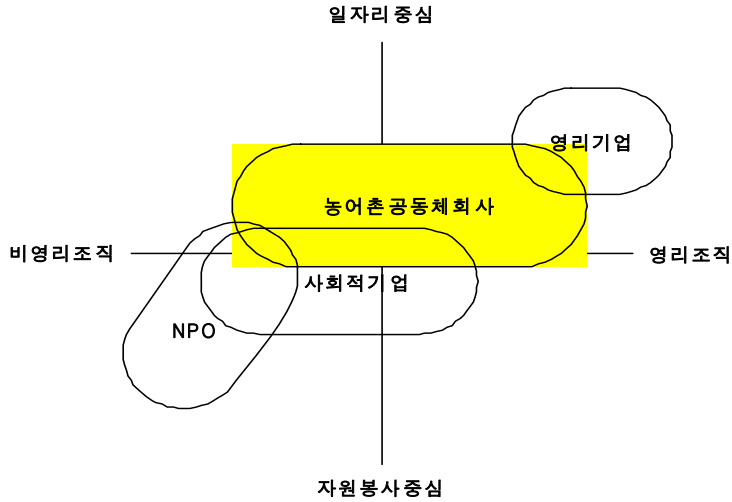 일자리중심
영리기업
농어촌공동체회사
비영리조직
영리조직
사회적기업
NPO
자원봉사중심